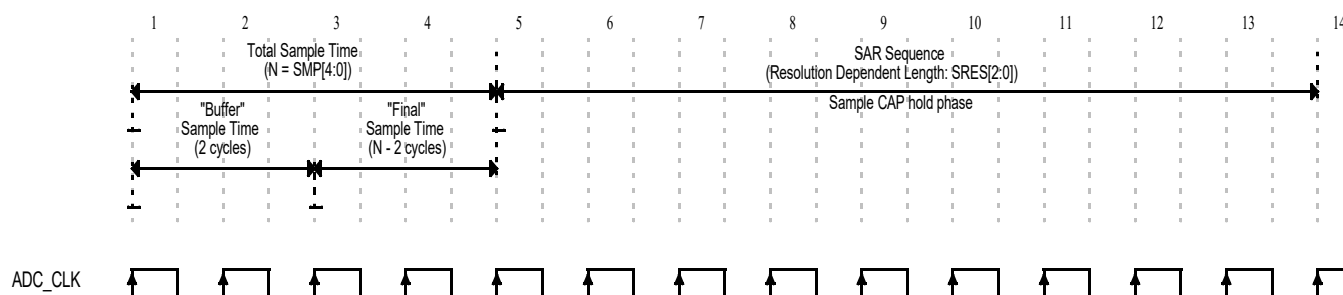 1 2 3 4 5 6 7 8 9 10 11 12 13 14
Total Sample Time
(N = SMP[4:0])
SAR Sequence
(Resolution Dependent Length: SRES[2:0])
Sample CAP hold phase
"Buffer"
Sample Time
(2 cycles)
"Final"
Sample Time
(N - 2 cycles)
ADC_CLK